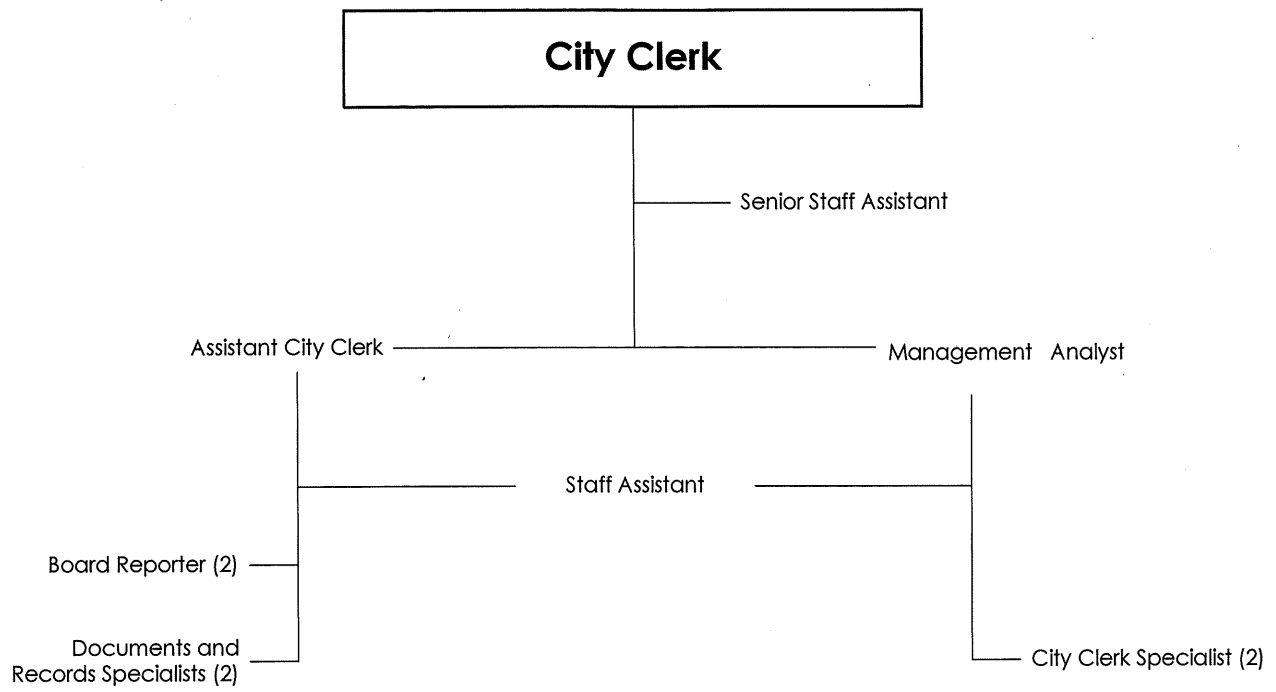 City Clerk
Senior Staff Assistant
Assistant City Clerk
Management Analyst
Staff Assistant
Board Reporter (2)
Documents and
Records Specialists (2)
City Clerk Specialist (2)